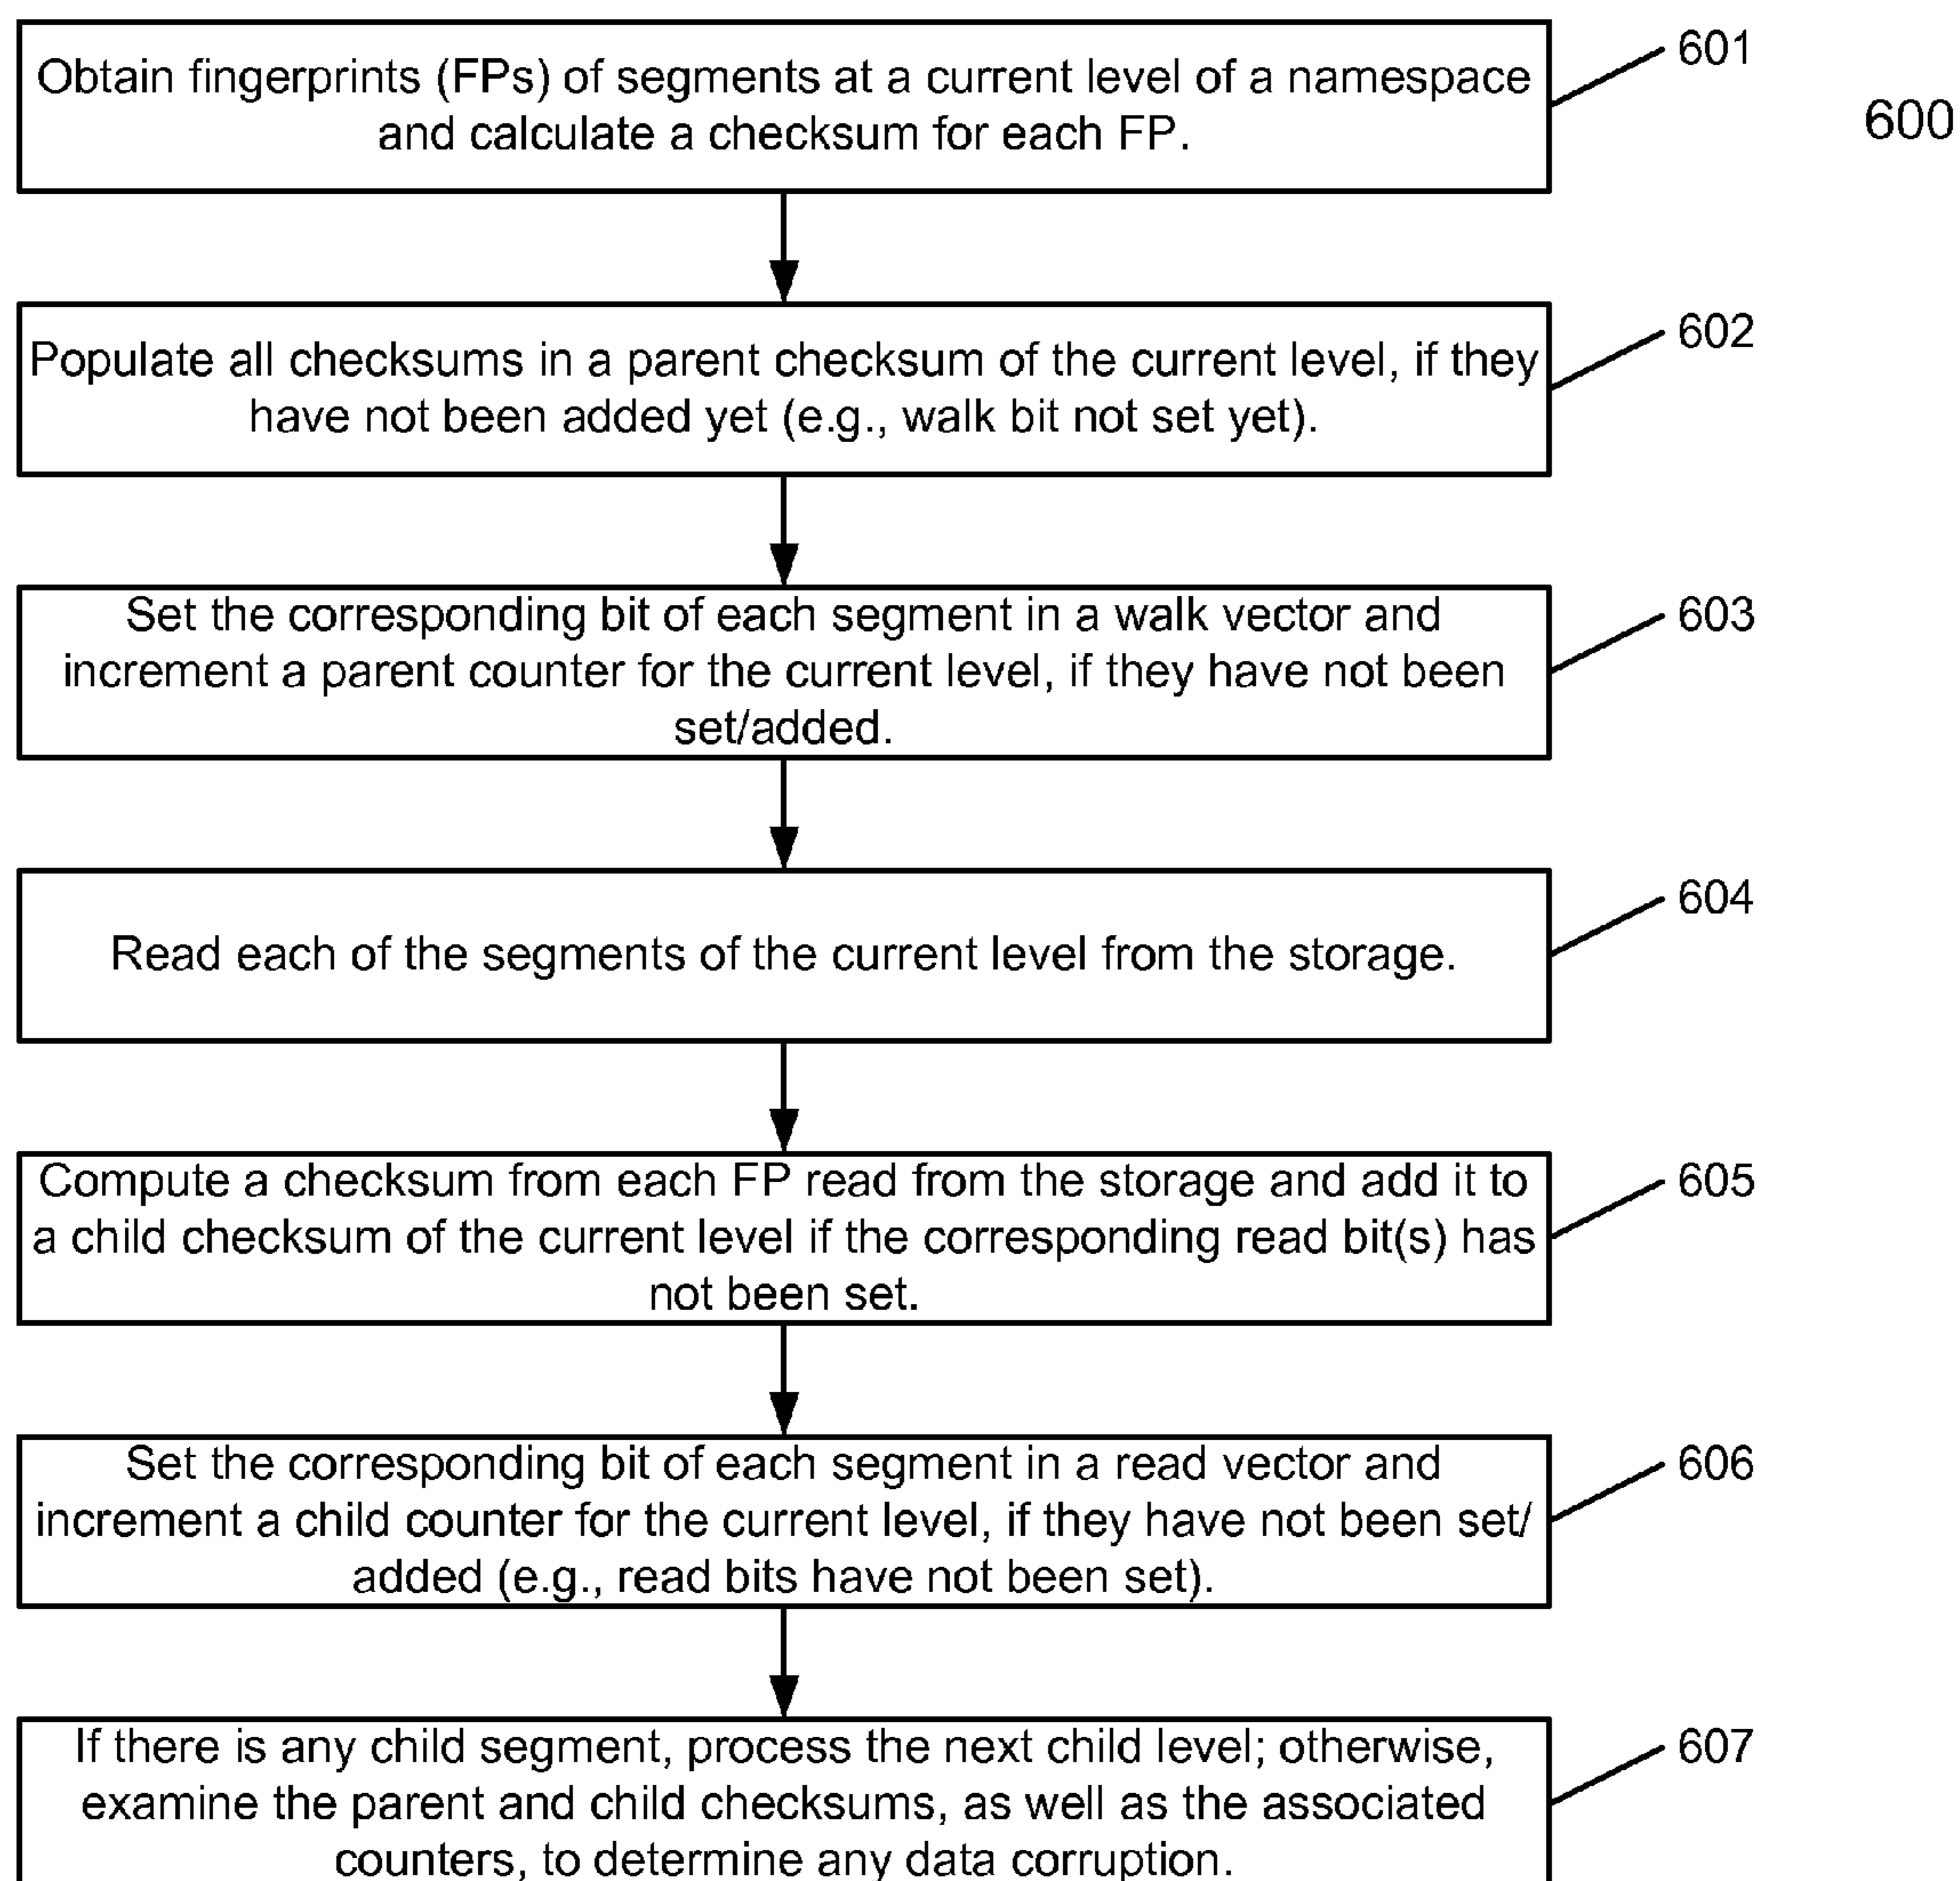 Obtain fingerprints (FPs) of segments at a current level of a namespace
and calculate a checksum for each FP.
601
600
Populate all checksums in a parent checksum of the current level, if they
have not been added yet (e.g., walk bit not set yet).
602
Set the corresponding bit of each segment in a walk vector and
increment a parent counter for the current level, if they have not been
set/added.
603
Read each of the segments of the current level from the storage.
604
Compute a checksum from each FP read from the storage and add it to
a child checksum of the current level if the corresponding read bit(s) has
not been set.
605
Set the corresponding bit of each segment in a read vector and
increment a child counter for the current level, if they have not been set/
added (e.g., read bits have not been set).
606
If there is any child segment, process the next child level; otherwise,
examine the parent and child checksums, as well as the associated
counters, to determine any data corruption.
607